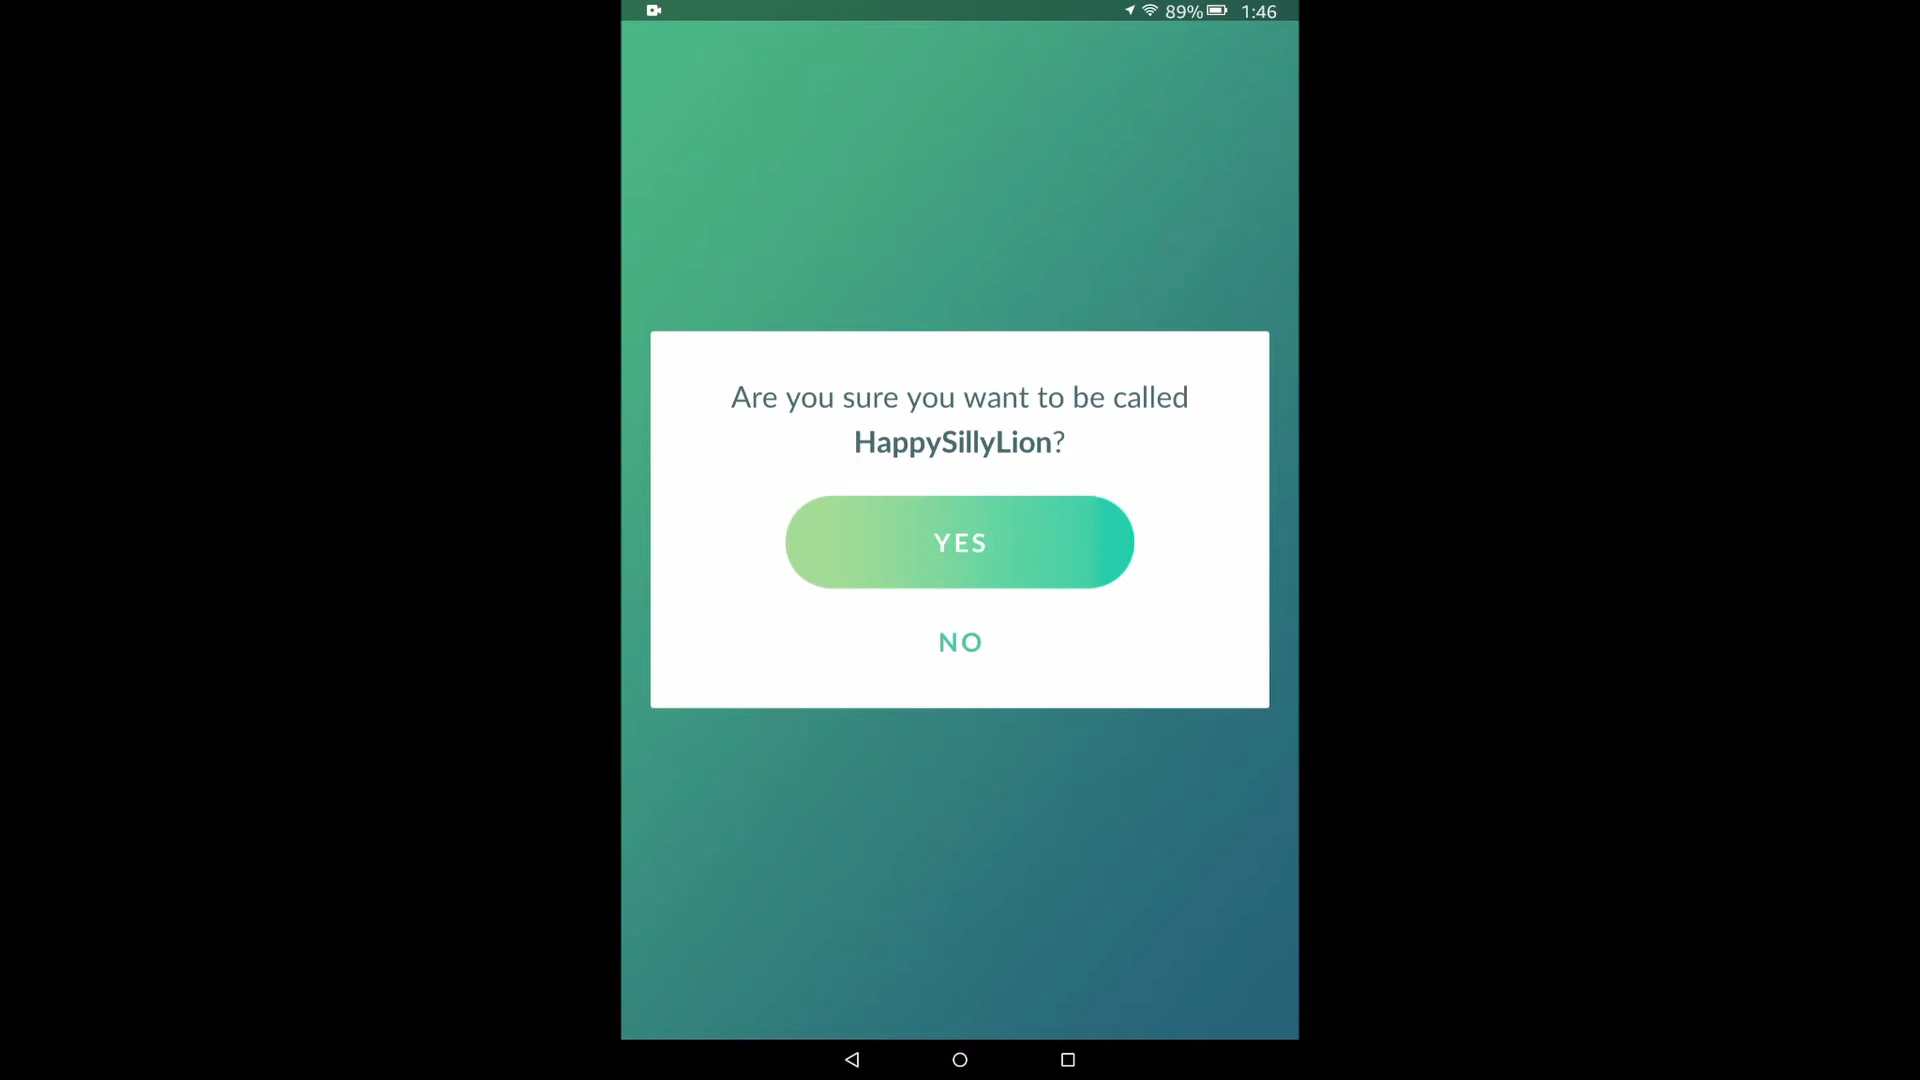 89% 1:46
Are you sure you want to be called
HappySillyLion?
YES
NO